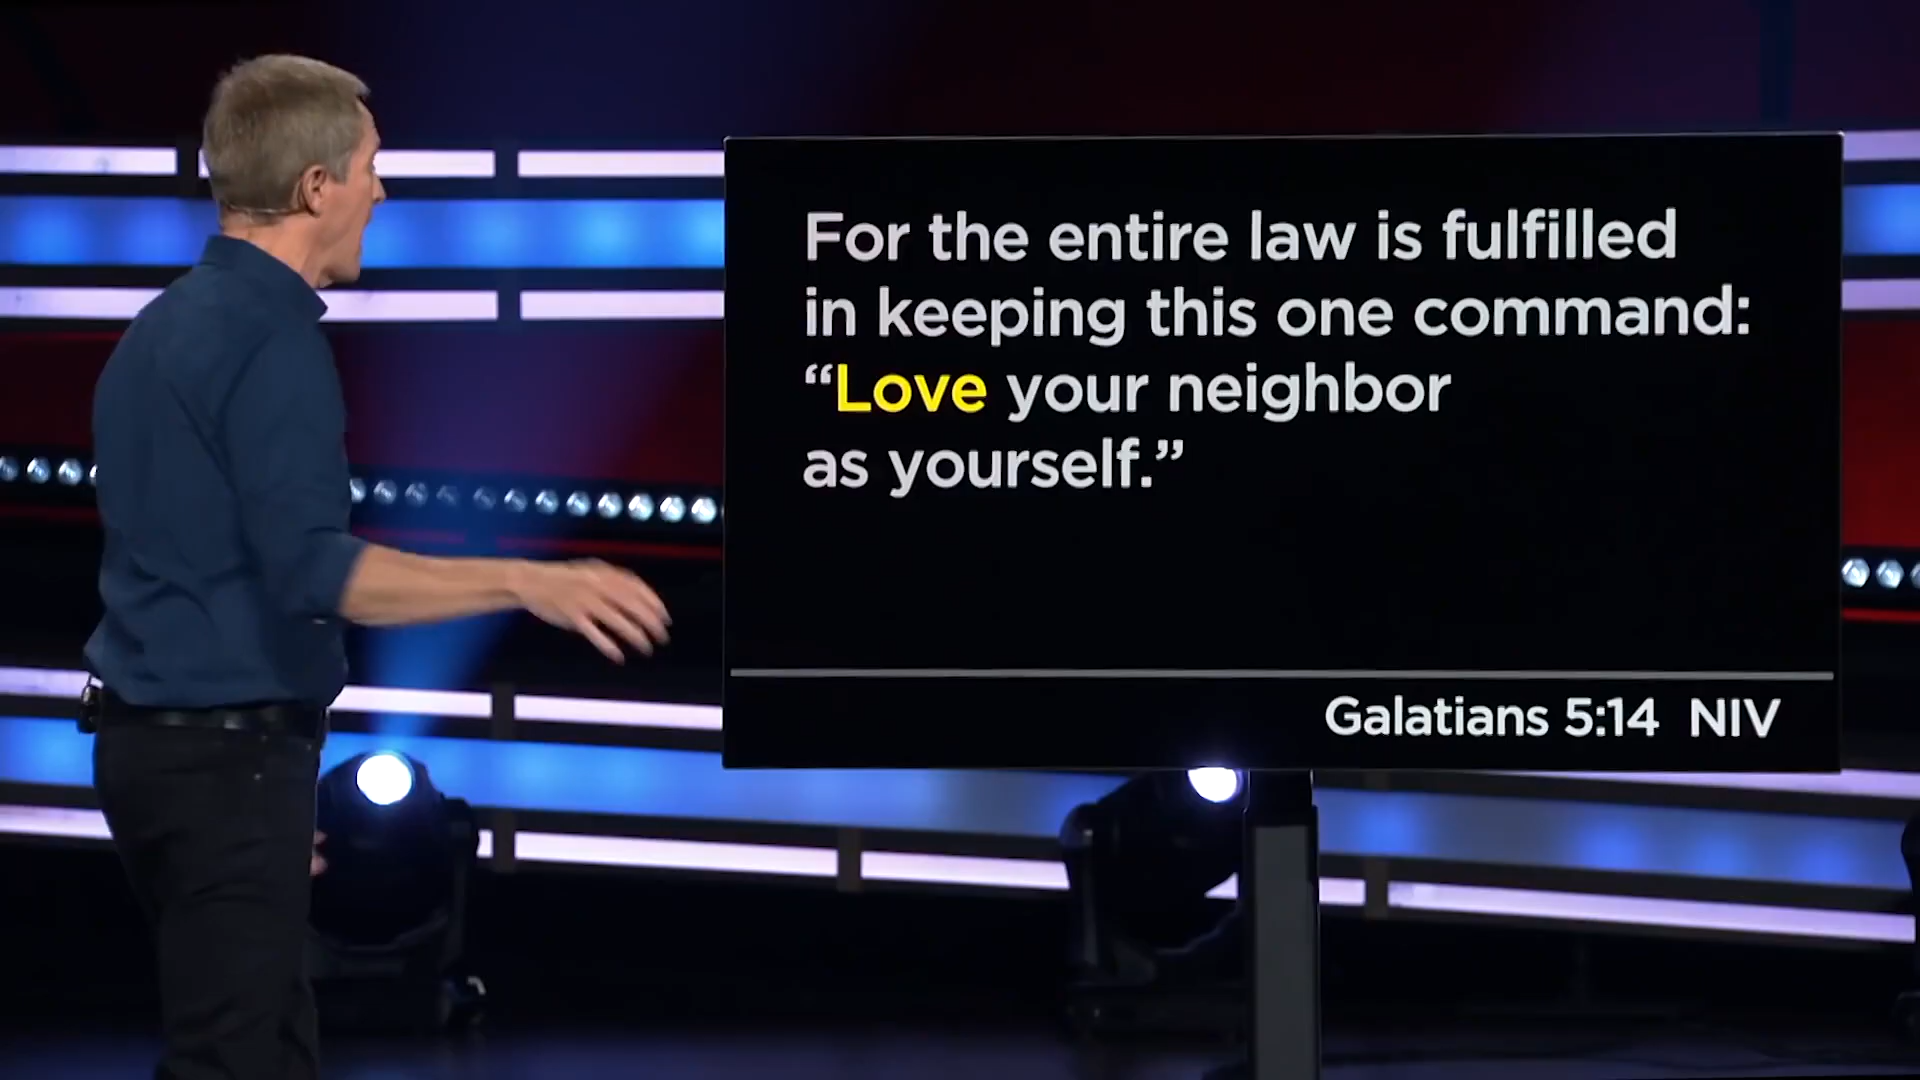 For the entire law is fulfilled
in keeping this one command:
“Love your neighbor
as yourself.”
Galatians 5:14 NIV